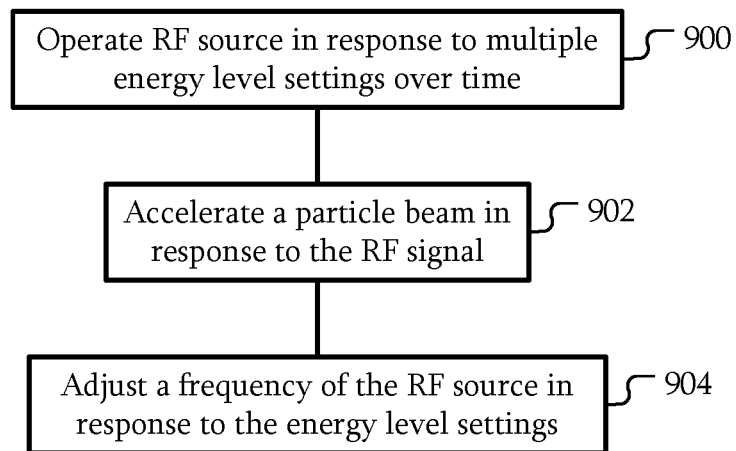 Operate RF source in response to multiple
energy level settings over time
900
Accelerate a particle beam in
response to the RF signal
902
Adjust a frequency of the RF source in
response to the energy level settings
904